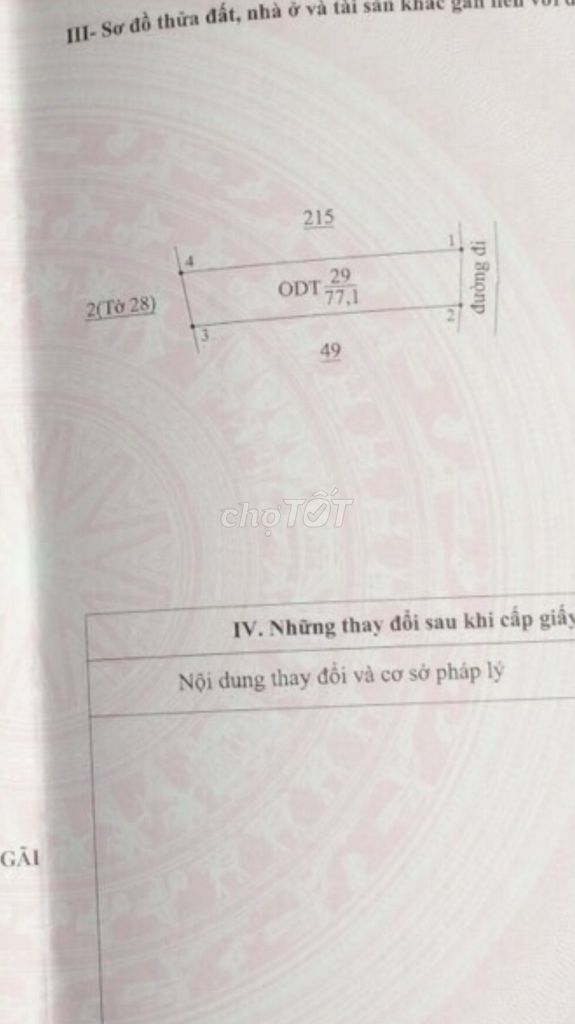 III- Sơ đồ thửa đất, nhà ở và tài sản khác gắn liền với
215
4
1
ODT 29
77,1
đường đi
2(Tờ 28)
3
2
49
chợTỐT
IV. Những thay đổi sau khi cấp giấy
Nội dung thay đổi và cơ sở pháp lý
GÃI